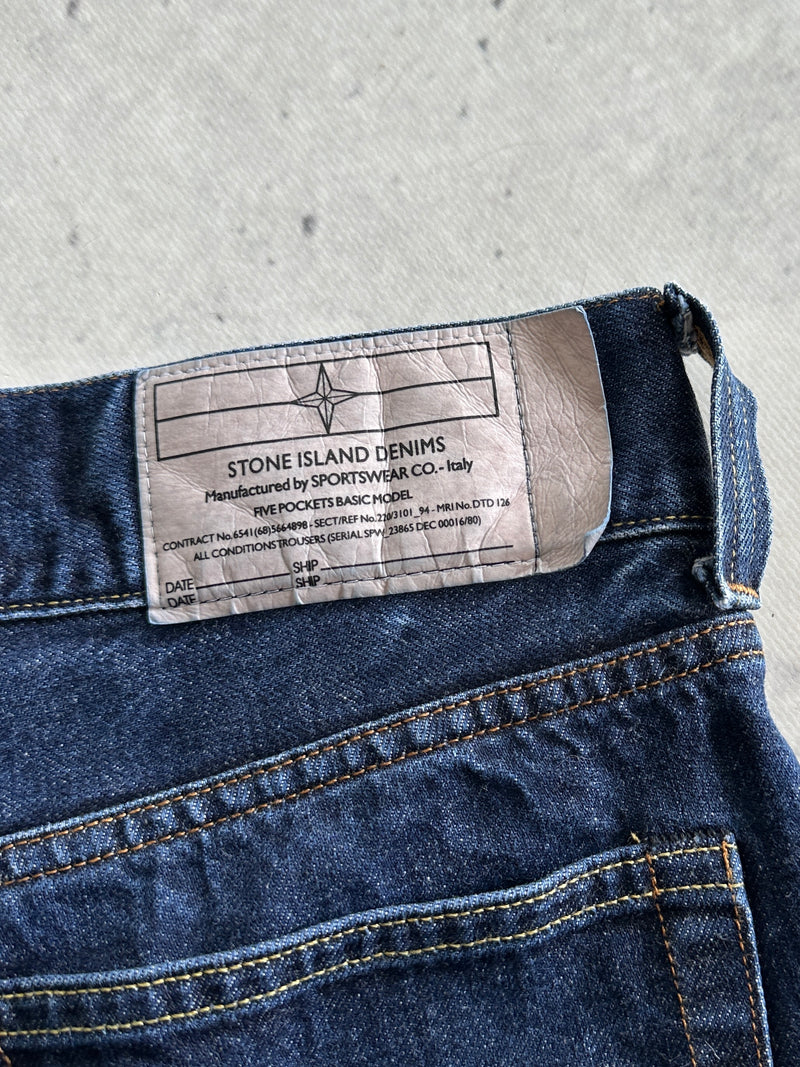 STONE ISLAND DENIMS
Manufactured by SPORTSWEAR CO. - Italy
FIVE POCKETS BASIC MODEL
CONTRACT No. 6541(68)5664898 - SECT/REF No. 220/3101_94 - MRI No. DTD 126
ALL CONDITIONS TROUSERS (SERIAL SPW_23865 DEC 00016/80)
DATE SHIP
DATE SHIP